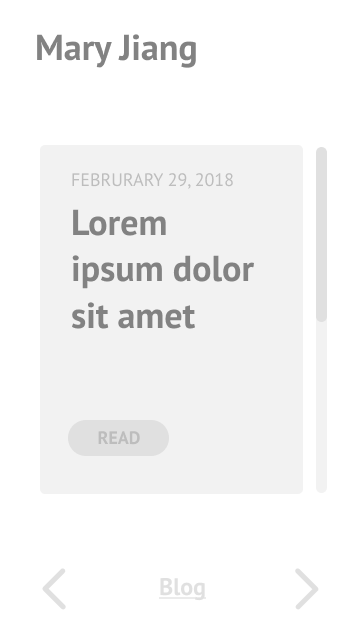 Mary Jiang
FEBRURARY 29, 2018
Lorem
ipsum dolor
sit amet
READ
Blog